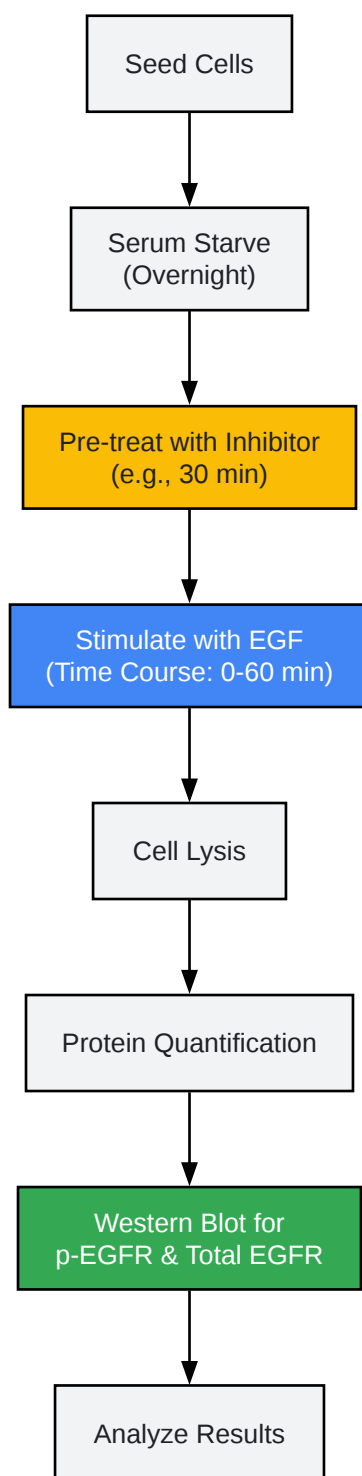 Seed Cells
Serum Starve
(Overnight)
Pre-treat with Inhibitor
(e.g., 30 min)
Stimulate with EGF
(Time Course: 0-60 min)
Cell Lysis
Protein Quantification
Western Blot for
p-EGFR & Total EGFR
Analyze Results